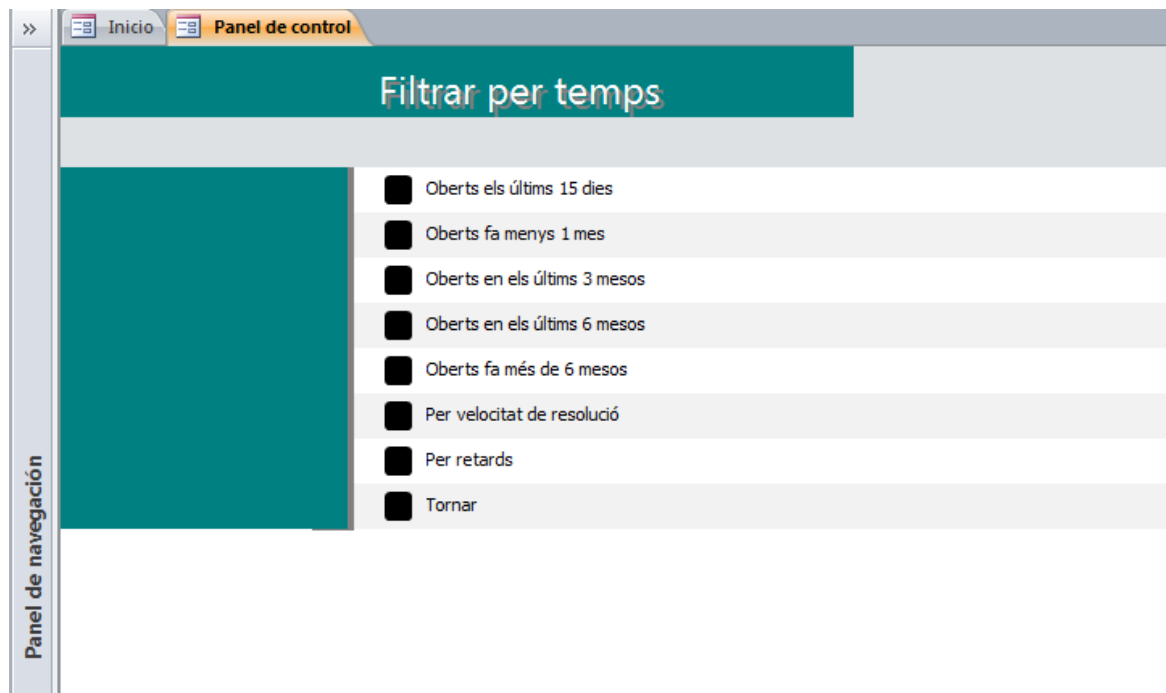 » Inicio Panel de control
Filtrar per temps
Oberts els últims 15 dies
Oberts fa menys 1 mes
Oberts en els últims 3 mesos
Oberts en els últims 6 mesos
Oberts fa més de 6 mesos
Per velocitat de resolució
Per retards
Tornar
Panel de navegación